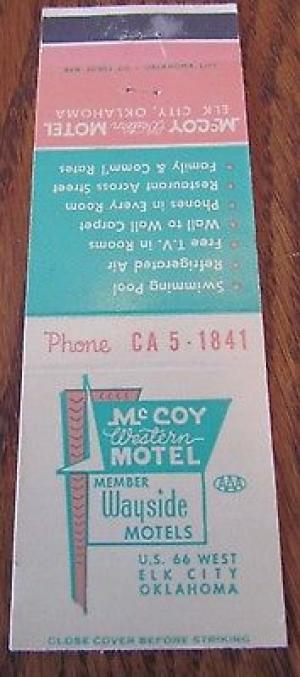 McCOY Western MOTEL
ELK CITY, OKLAHOMA
• Swimming Pool
• Refrigerated Air
• Free T.V. in Rooms
• Wall to Wall Carpet
• Phones in Every Room
• Restaurant Across Street
• Family & Comm'l Rates
Phone CA 5-1841
McCOY
Western
MOTEL
MEMBER
Wayside
MOTELS
AAA
U.S. 66 WEST
ELK CITY
OKLAHOMA
CLOSE COVER BEFORE STRIKING